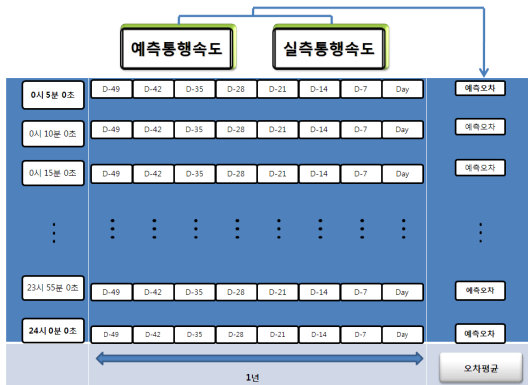 예측통행속도 실측통행속도
0시 5분 0초 D-49 D-42 D-35 D-28 D-21 D-14 D-7 Day 예측오차
0시 10분 0초 D-49 D-42 D-35 D-28 D-21 D-14 D-7 Day 예측오차
0시 15분 0초 D-49 D-42 D-35 D-28 D-21 D-14 D-7 Day 예측오차
23시 55분 0초 D-49 D-42 D-35 D-28 D-21 D-14 D-7 Day 예측오차
24시 0분 0초 D-49 D-42 D-35 D-28 D-21 D-14 D-7 Day 예측오차
1년 오차평균